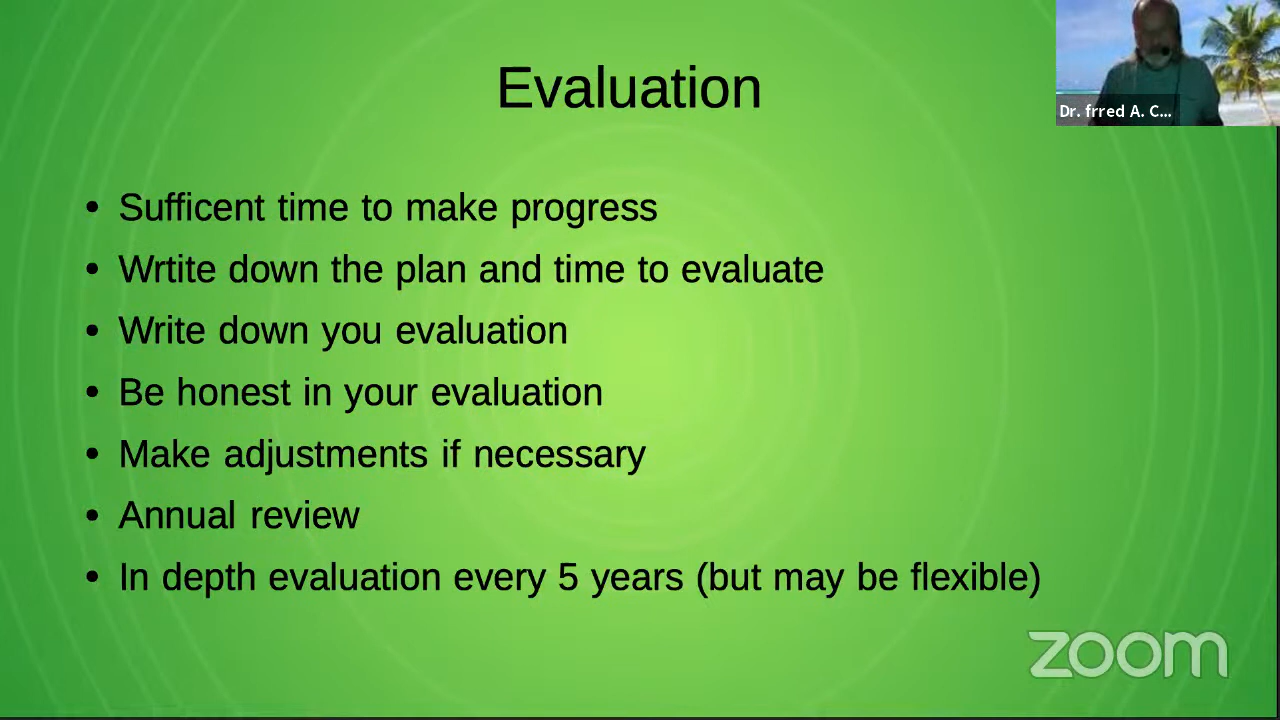 Evaluation
Dr. frred A. C...
• Sufficent time to make progress
• Wrtite down the plan and time to evaluate
• Write down you evaluation
• Be honest in your evaluation
• Make adjustments if necessary
• Annual review
• In depth evaluation every 5 years (but may be flexible)
zoom